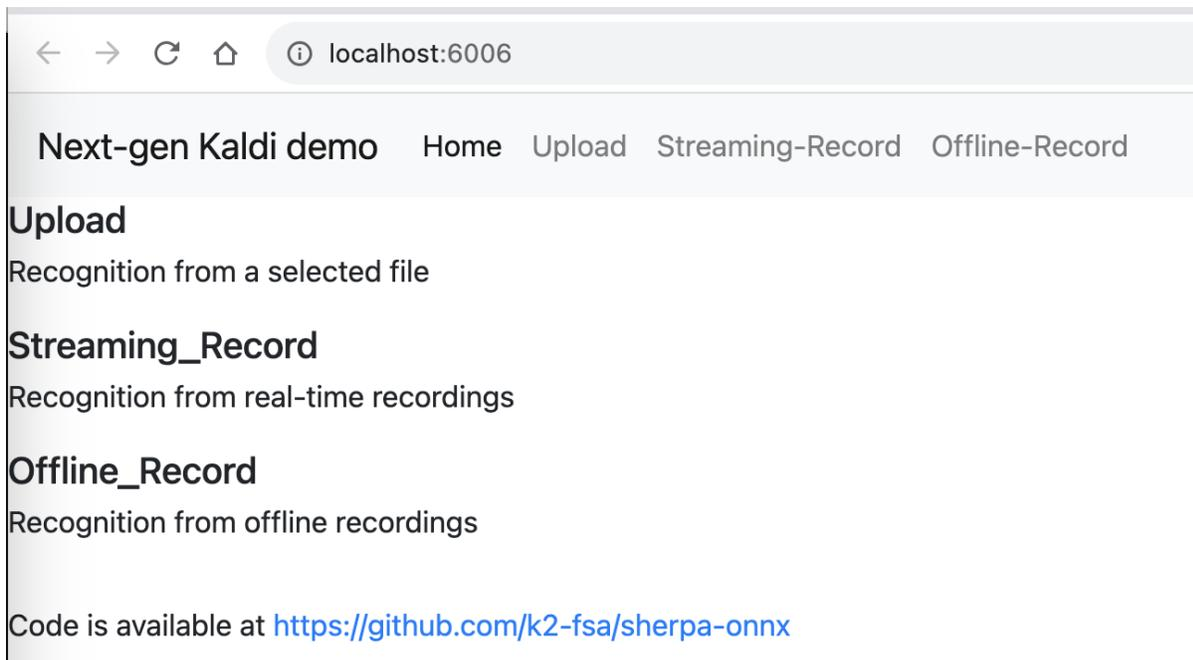 localhost:6006
Next-gen Kaldi demo Home Upload Streaming-Record Offline-Record
Upload
Recognition from a selected file
Streaming_Record
Recognition from real-time recordings
Offline_Record
Recognition from offline recordings
Code is available at https://github.com/k2-fsa/sherpa-onnx